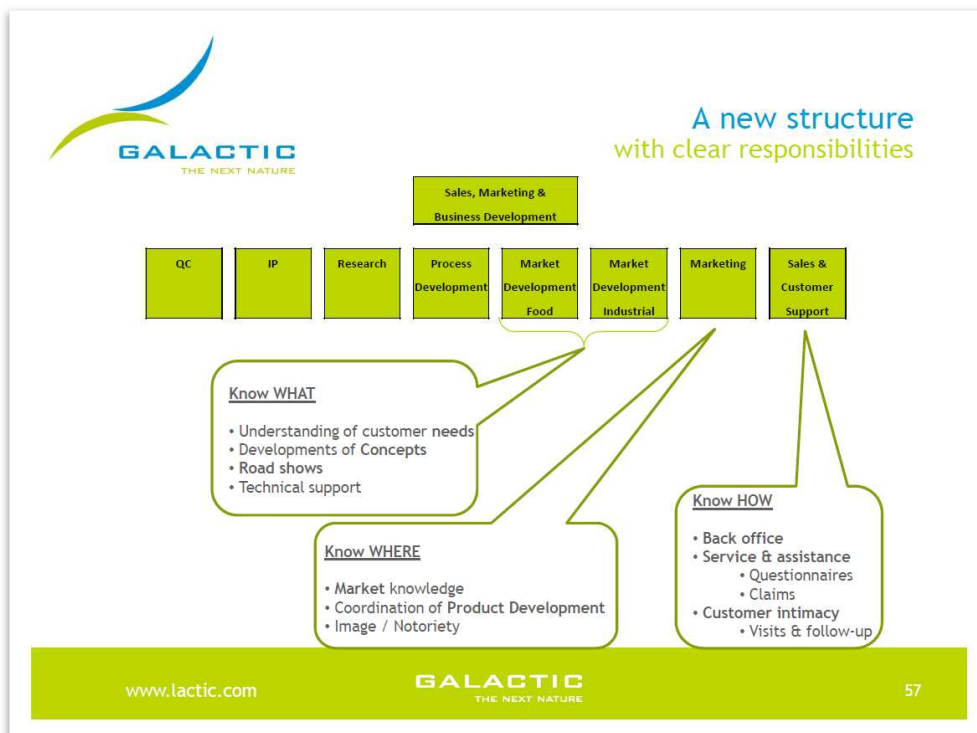 GALACTIC
THE NEXT NATURE
A new structure
with clear responsibilities
Sales, Marketing &
Business Development
QC
IP
Research
Process
Development
Market
Development
Food
Market
Development
Industrial
Marketing
Sales &
Customer
Support
Know WHAT
• Understanding of customer needs
• Developments of Concepts
• Road shows
• Technical support
Know WHERE
• Market knowledge
• Coordination of Product Development
• Image / Notoriety
Know HOW
• Back office
• Service & assistance
• Questionnaires
• Claims
• Customer intimacy
• Visits & follow-up
www.lactic.com
GALACTIC
THE NEXT NATURE
57